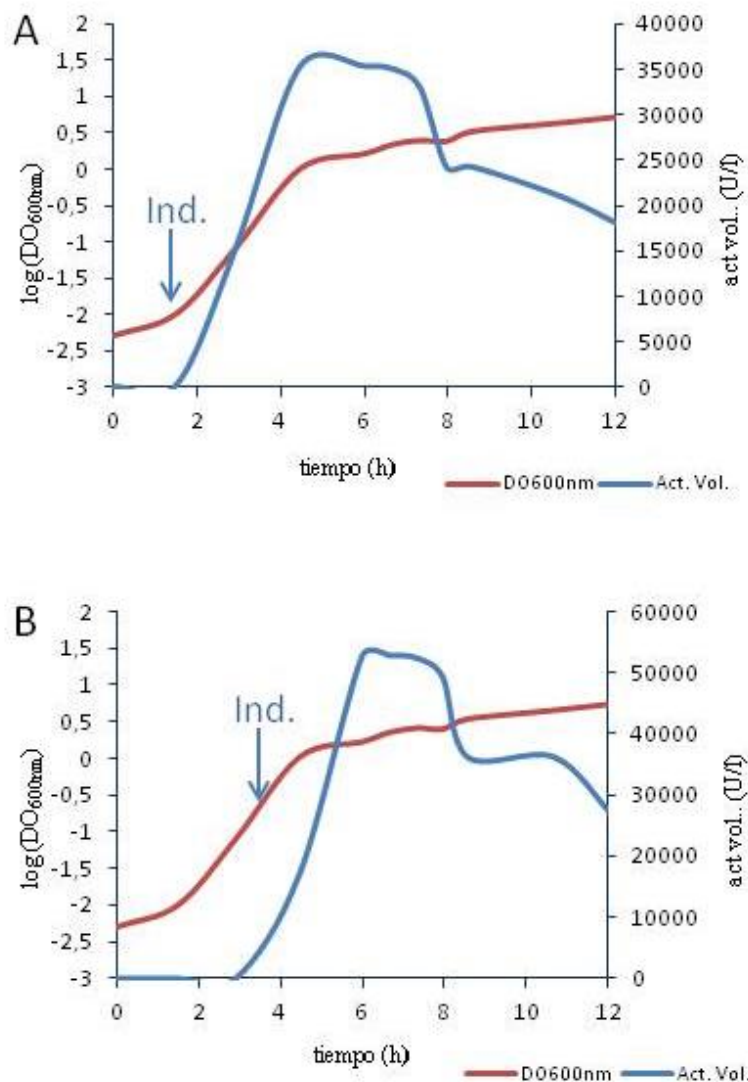 A
2
1,5
1
0,5
0
-0,5
-1
-1,5
-2
-2,5
-3
log(DO600nm)
Ind.
40000
35000
30000
25000
20000
15000
10000
5000
0
act vol.. (U/l)
0 2 4 6 8 10 12
tiempo (h)
DO600nm Act. Vol.
B
2
1,5
1
0,5
0
-0,5
-1
-1,5
-2
-2,5
-3
log(DO600nm)
Ind.
60000
50000
40000
30000
20000
10000
0
act vol.. (U/l)
0 2 4 6 8 10 12
tiempo (h)
DO600nm Act. Vol.